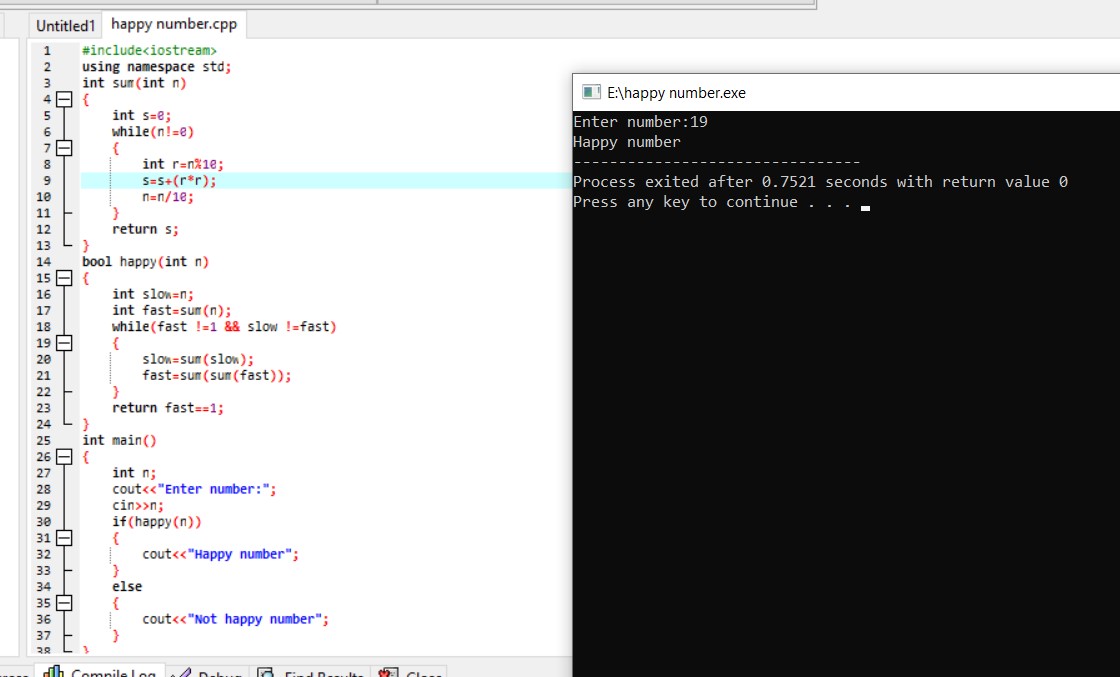 Untitled1 happy number.cpp
1 #include<iostream>
2 using namespace std;
3 int sum(int n)
4 {
5 int s=0;
6 while(n!=0)
7 {
8 int r=n%10;
9 s=s+(r*r);
10 n=n/10;
11 }
12 return s;
13 }
14 bool happy(int n)
15 {
16 int slow=n;
17 int fast=sum(n);
18 while(fast !=1 && slow !=fast)
19 {
20 slow=sum(slow);
21 fast=sum(sum(fast));
22 }
23 return fast==1;
24 }
25 int main()
26 {
27 int n;
28 cout<<"Enter number:";
29 cin>>n;
30 if(happy(n))
31 {
32 cout<<"Happy number";
33 }
34 else
35 {
36 cout<<"Not happy number";
37 }
38 }
E:\happy number.exe
Enter number:19
Happy number
--------------------------------
Process exited after 0.7521 seconds with return value 0
Press any key to continue . . .
Compile Log Debug Find Results Close